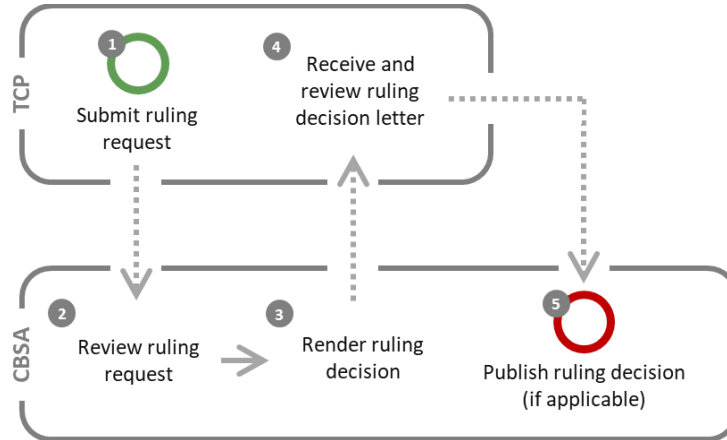 TCP
1
Submit ruling
request
4
Receive and
review ruling
decision letter
CBSA
2
Review ruling
request
3
Render ruling
decision
5
Publish ruling decision
(if applicable)